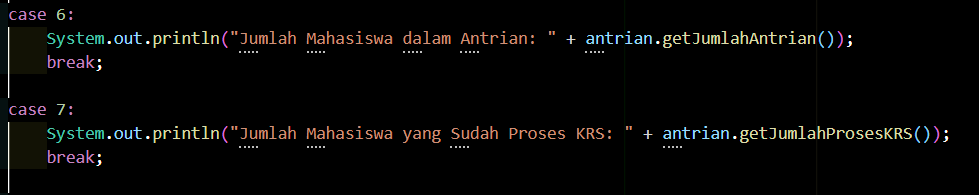 case 6:
System.out.println("Jumlah Mahasiswa dalam Antrian: " + antrian.getJumlahAntrian());
break;
case 7:
System.out.println("Jumlah Mahasiswa yang Sudah Proses KRS: " + antrian.getJumlahProsesKRS());
break;